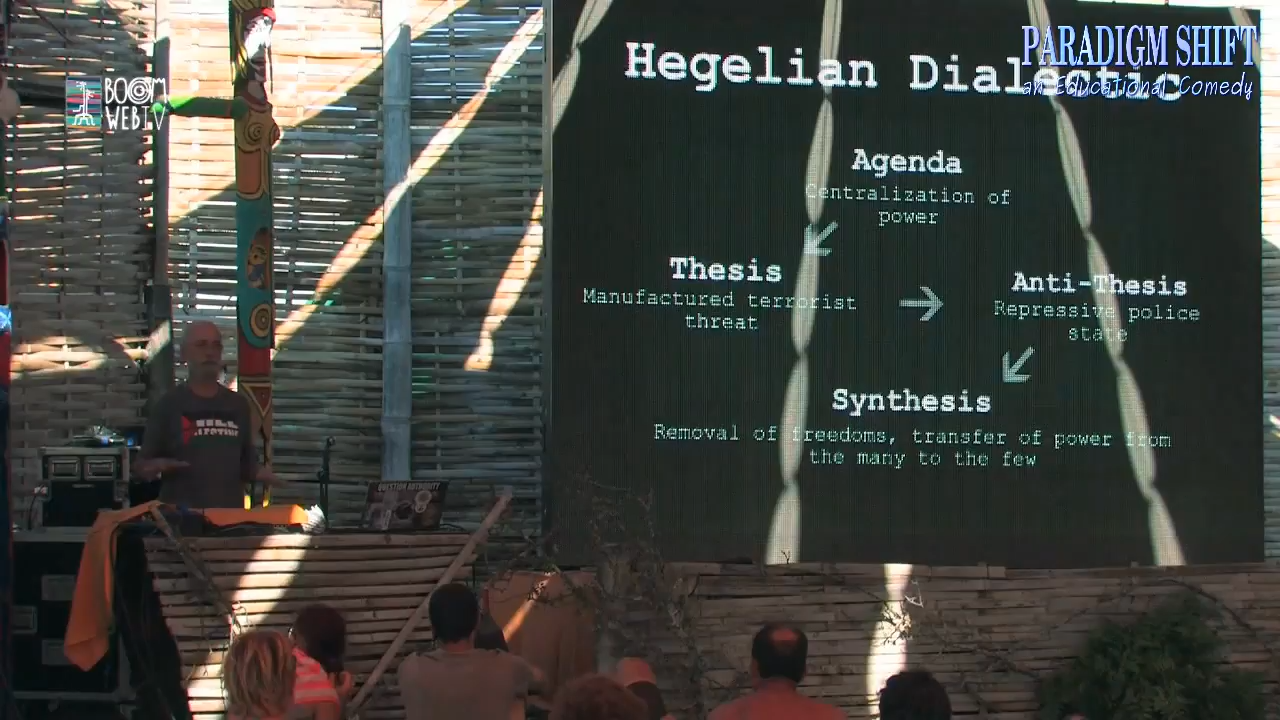 BOOM
WEBTV
PARADIGM SHIFT
an Educational Comedy
Hegelian Dialectic
Agenda
Centralization of
power
Thesis
Manufactured terrorist
threat
Anti-Thesis
Repressive police
state
Synthesis
Removal of freedoms, transfer of power from
the many to the few
QUESTION AUTHORITY